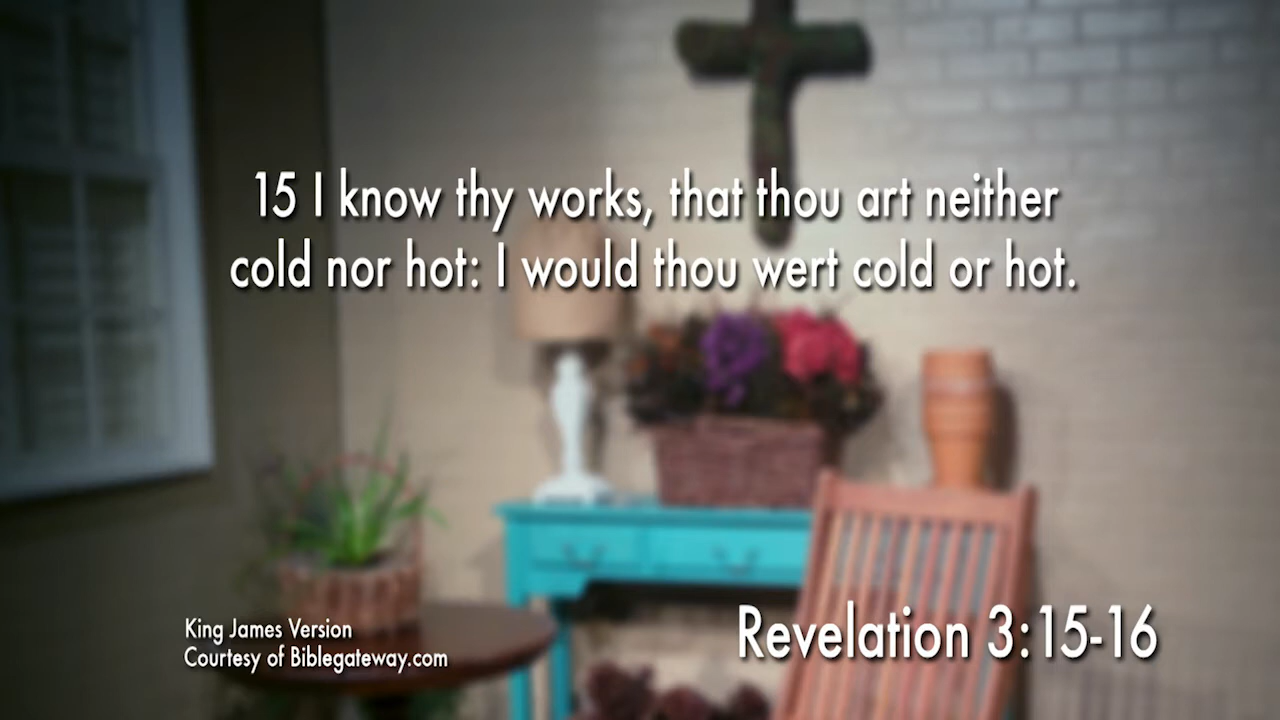 15 I know thy works, that thou art neither
cold nor hot: I would thou wert cold or hot.
King James Version
Courtesy of Biblegateway.com
Revelation 3:15-16